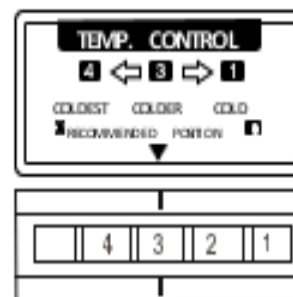 TEMP. CONTROL
4 ⇦ 3 ⇨ 1
COLDEST COLDER COLD
RECOMMENDED POSITION
4 3 2 1